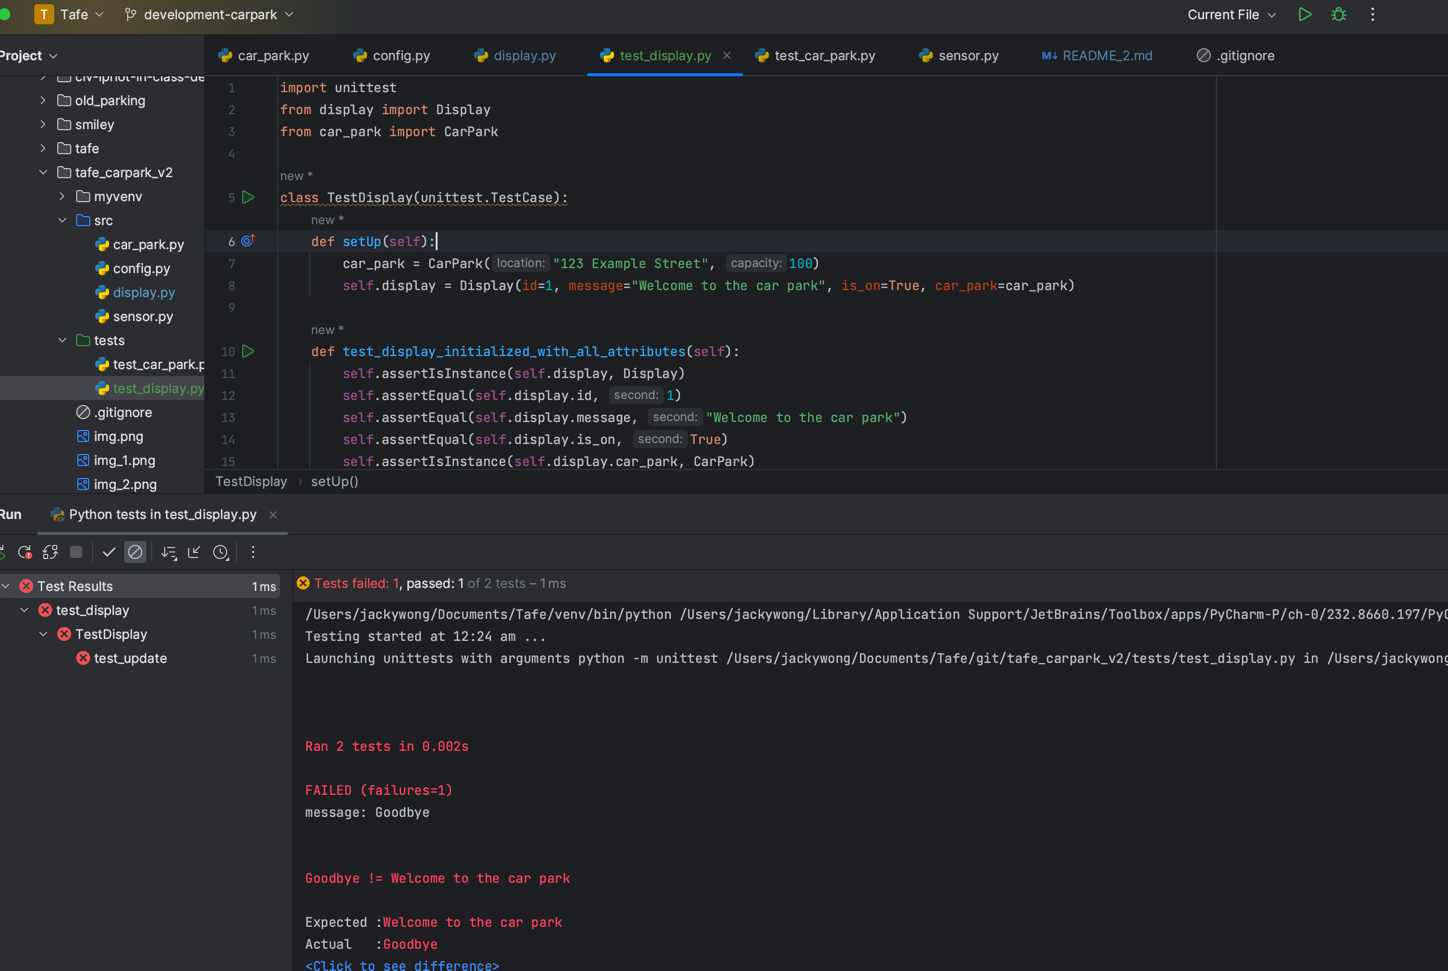 T Tafe development-carpark Current File
Project
car_park.py config.py display.py test_display.py test_car_park.py sensor.py M↓ README_2.md .gitignore
old_parking
smiley
tafe
tafe_carpark_v2
myvenv
src
car_park.py
config.py
display.py
sensor.py
tests
test_car_park.p
test_display.py
.gitignore
img.png
img_1.png
img_2.png
1 import unittest
2 from display import Display
3 from car_park import CarPark
4
new *
5 class TestDisplay(unittest.TestCase):
new *
6 def setUp(self):
7 car_park = CarPark( location: "123 Example Street", capacity: 100)
8 self.display = Display(id=1, message="Welcome to the car park", is_on=True, car_park=car_park)
9
new *
10 def test_display_initialized_with_all_attributes(self):
11 self.assertIsInstance(self.display, Display)
12 self.assertEqual(self.display.id, second: 1)
13 self.assertEqual(self.display.message, second: "Welcome to the car park")
14 self.assertEqual(self.display.is_on, second: True)
15 self.assertIsInstance(self.display.car_park, CarPark)
TestDisplay › setUp()
Run Python tests in test_display.py
Test Results 1 ms
test_display 1 ms
TestDisplay 1 ms
test_update 1 ms
Tests failed: 1, passed: 1 of 2 tests – 1 ms
/Users/jackywong/Documents/Tafe/venv/bin/python /Users/jackywong/Library/Application Support/JetBrains/Toolbox/apps/PyCharm-P/ch-0/232.8660.197/PyC
Testing started at 12:24 am ...
Launching unittests with arguments python -m unittest /Users/jackywong/Documents/Tafe/git/tafe_carpark_v2/tests/test_display.py in /Users/jackywong
Ran 2 tests in 0.002s
FAILED (failures=1)
message: Goodbye
Goodbye != Welcome to the car park
Expected :Welcome to the car park
Actual :Goodbye
<Click to see difference>